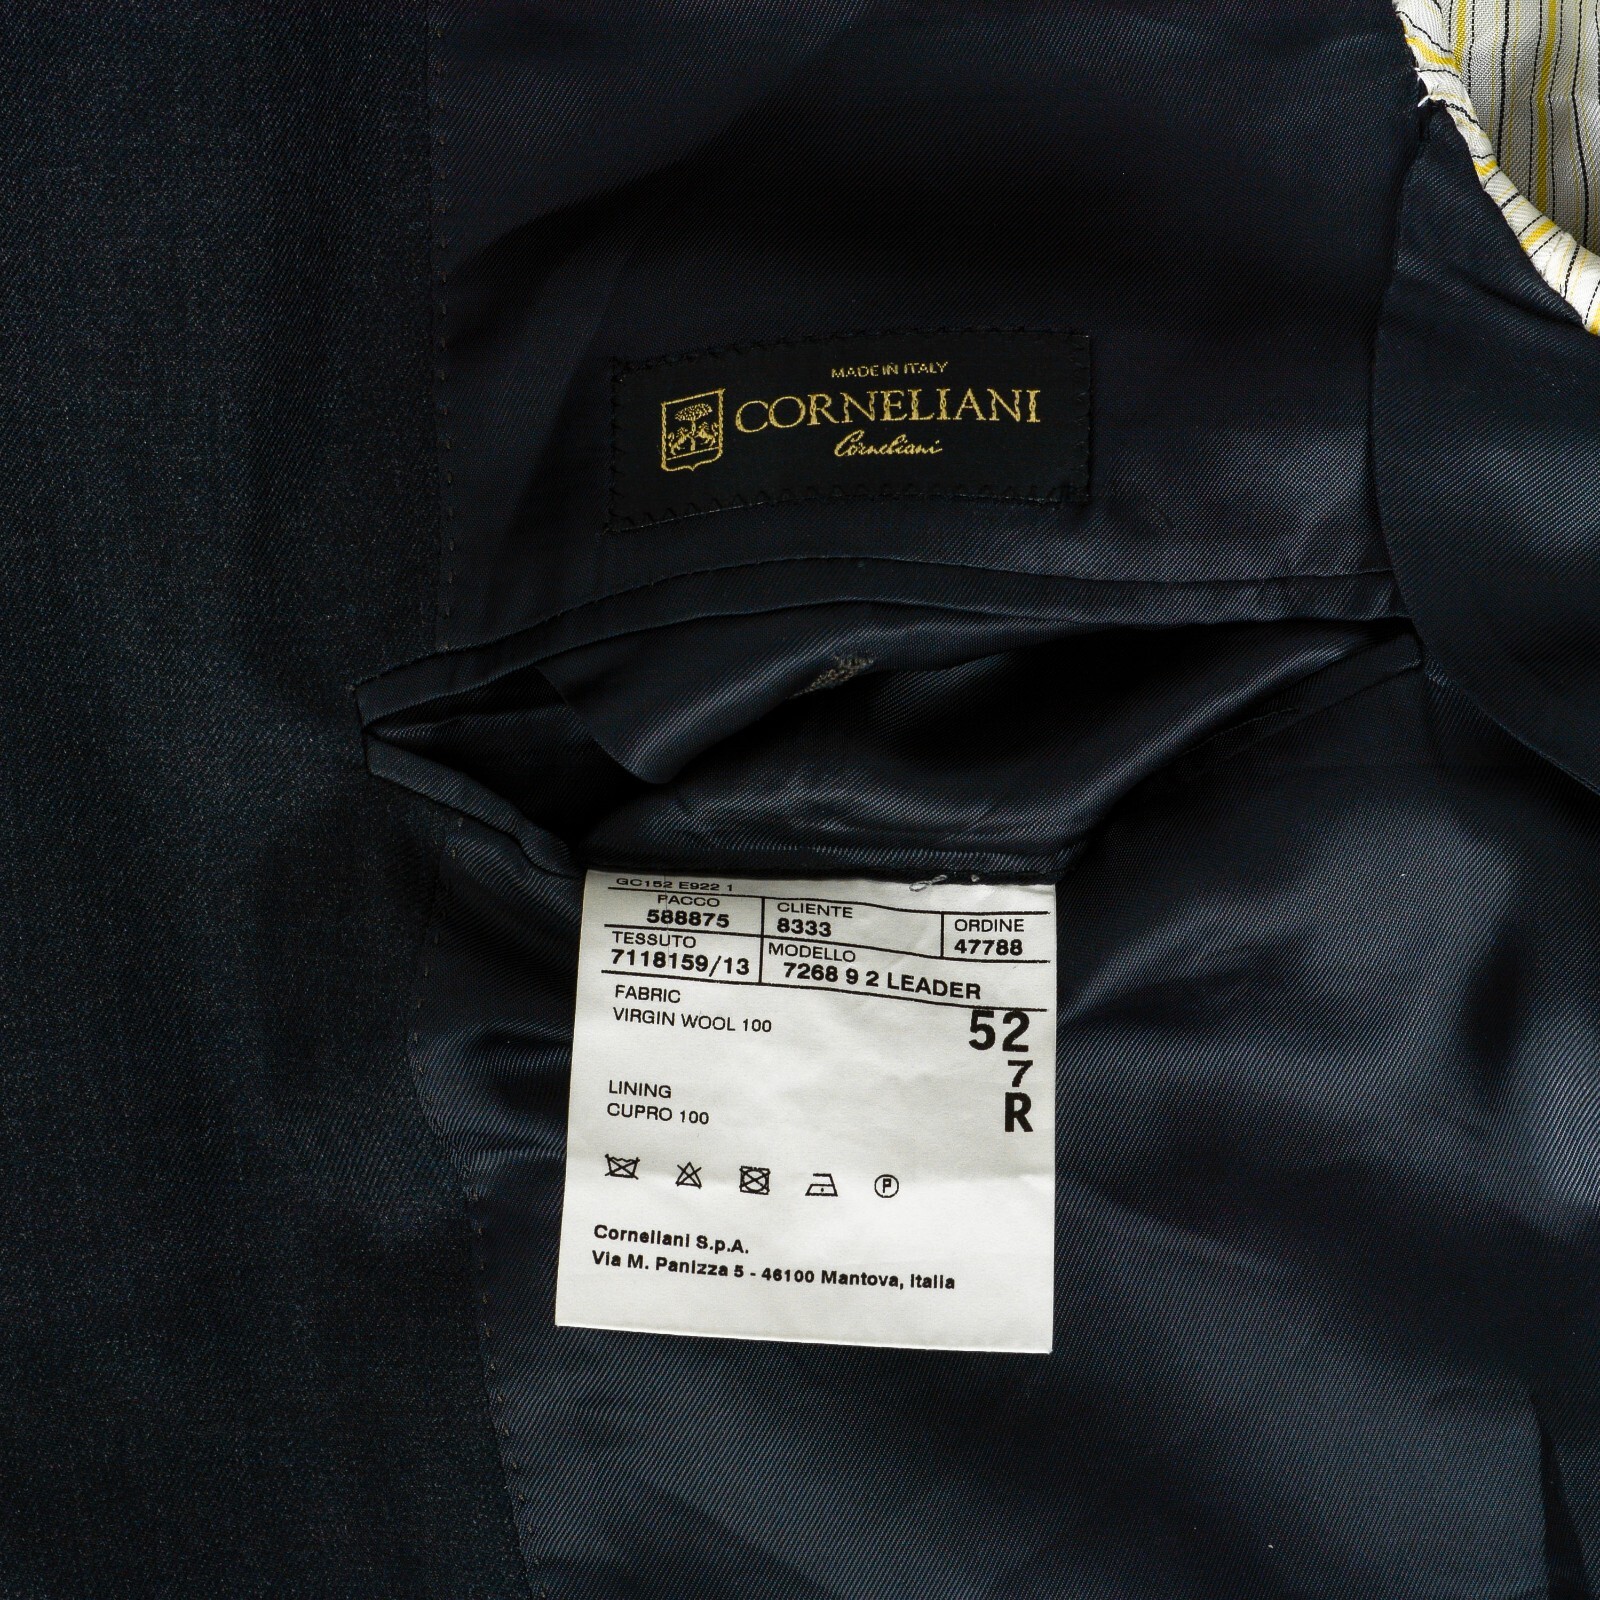 MADE IN ITALY
CORNELIANI
Corneliani
GC152 E922 1
PACCO
588875
CLIENTE
8333
ORDINE
47788
TESSUTO
7118159/13
MODELLO
7268 9 2 LEADER
FABRIC
VIRGIN WOOL 100
52
7
R
LINING
CUPRO 100
P
Corneliani S.p.A.
Via M. Panizza 5 - 46100 Mantova, Italia